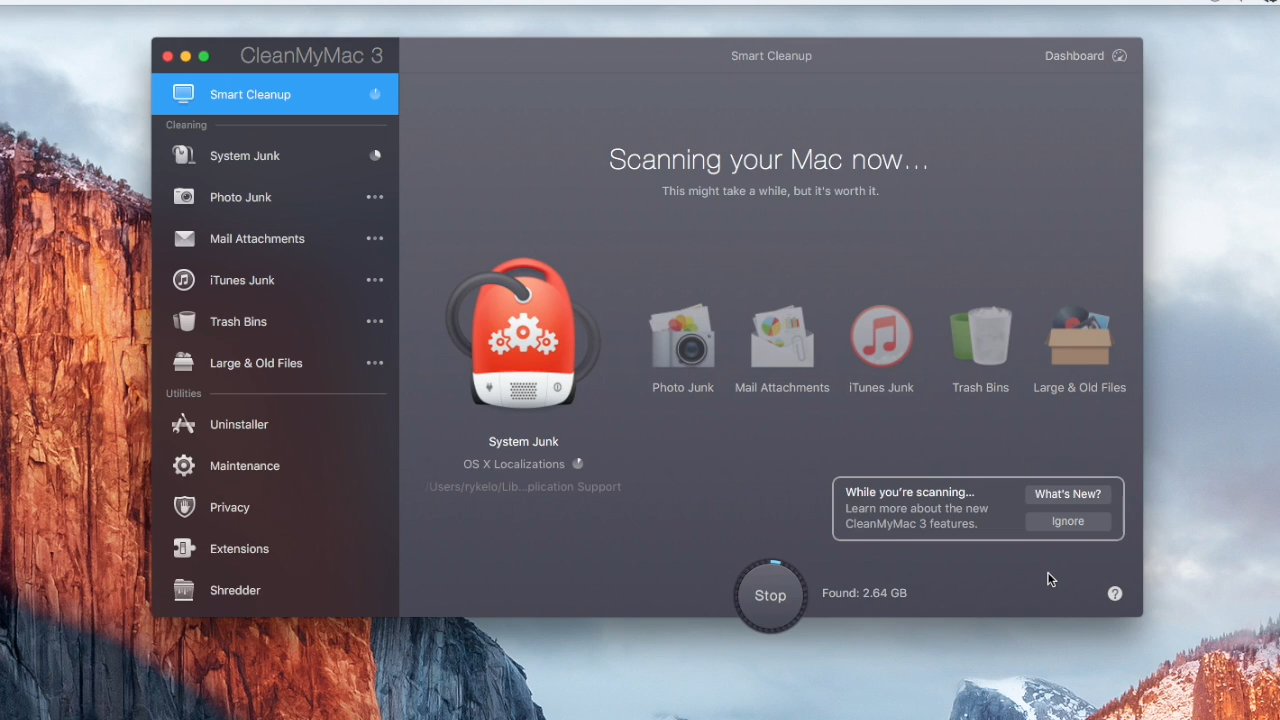 CleanMyMac 3
Smart Cleanup
Dashboard
Smart Cleanup
Cleaning
System Junk
Photo Junk
Mail Attachments
iTunes Junk
Trash Bins
Large & Old Files
Utilities
Uninstaller
Maintenance
Privacy
Extensions
Shredder
Scanning your Mac now...
This might take a while, but it's worth it.
System Junk
OS X Localizations
/Users/rykelo/Lib...plication Support
Photo Junk
Mail Attachments
iTunes Junk
Trash Bins
Large & Old Files
While you're scanning...
Learn more about the new
CleanMyMac 3 features.
What's New?
Ignore
Stop
Found: 2.64 GB
?